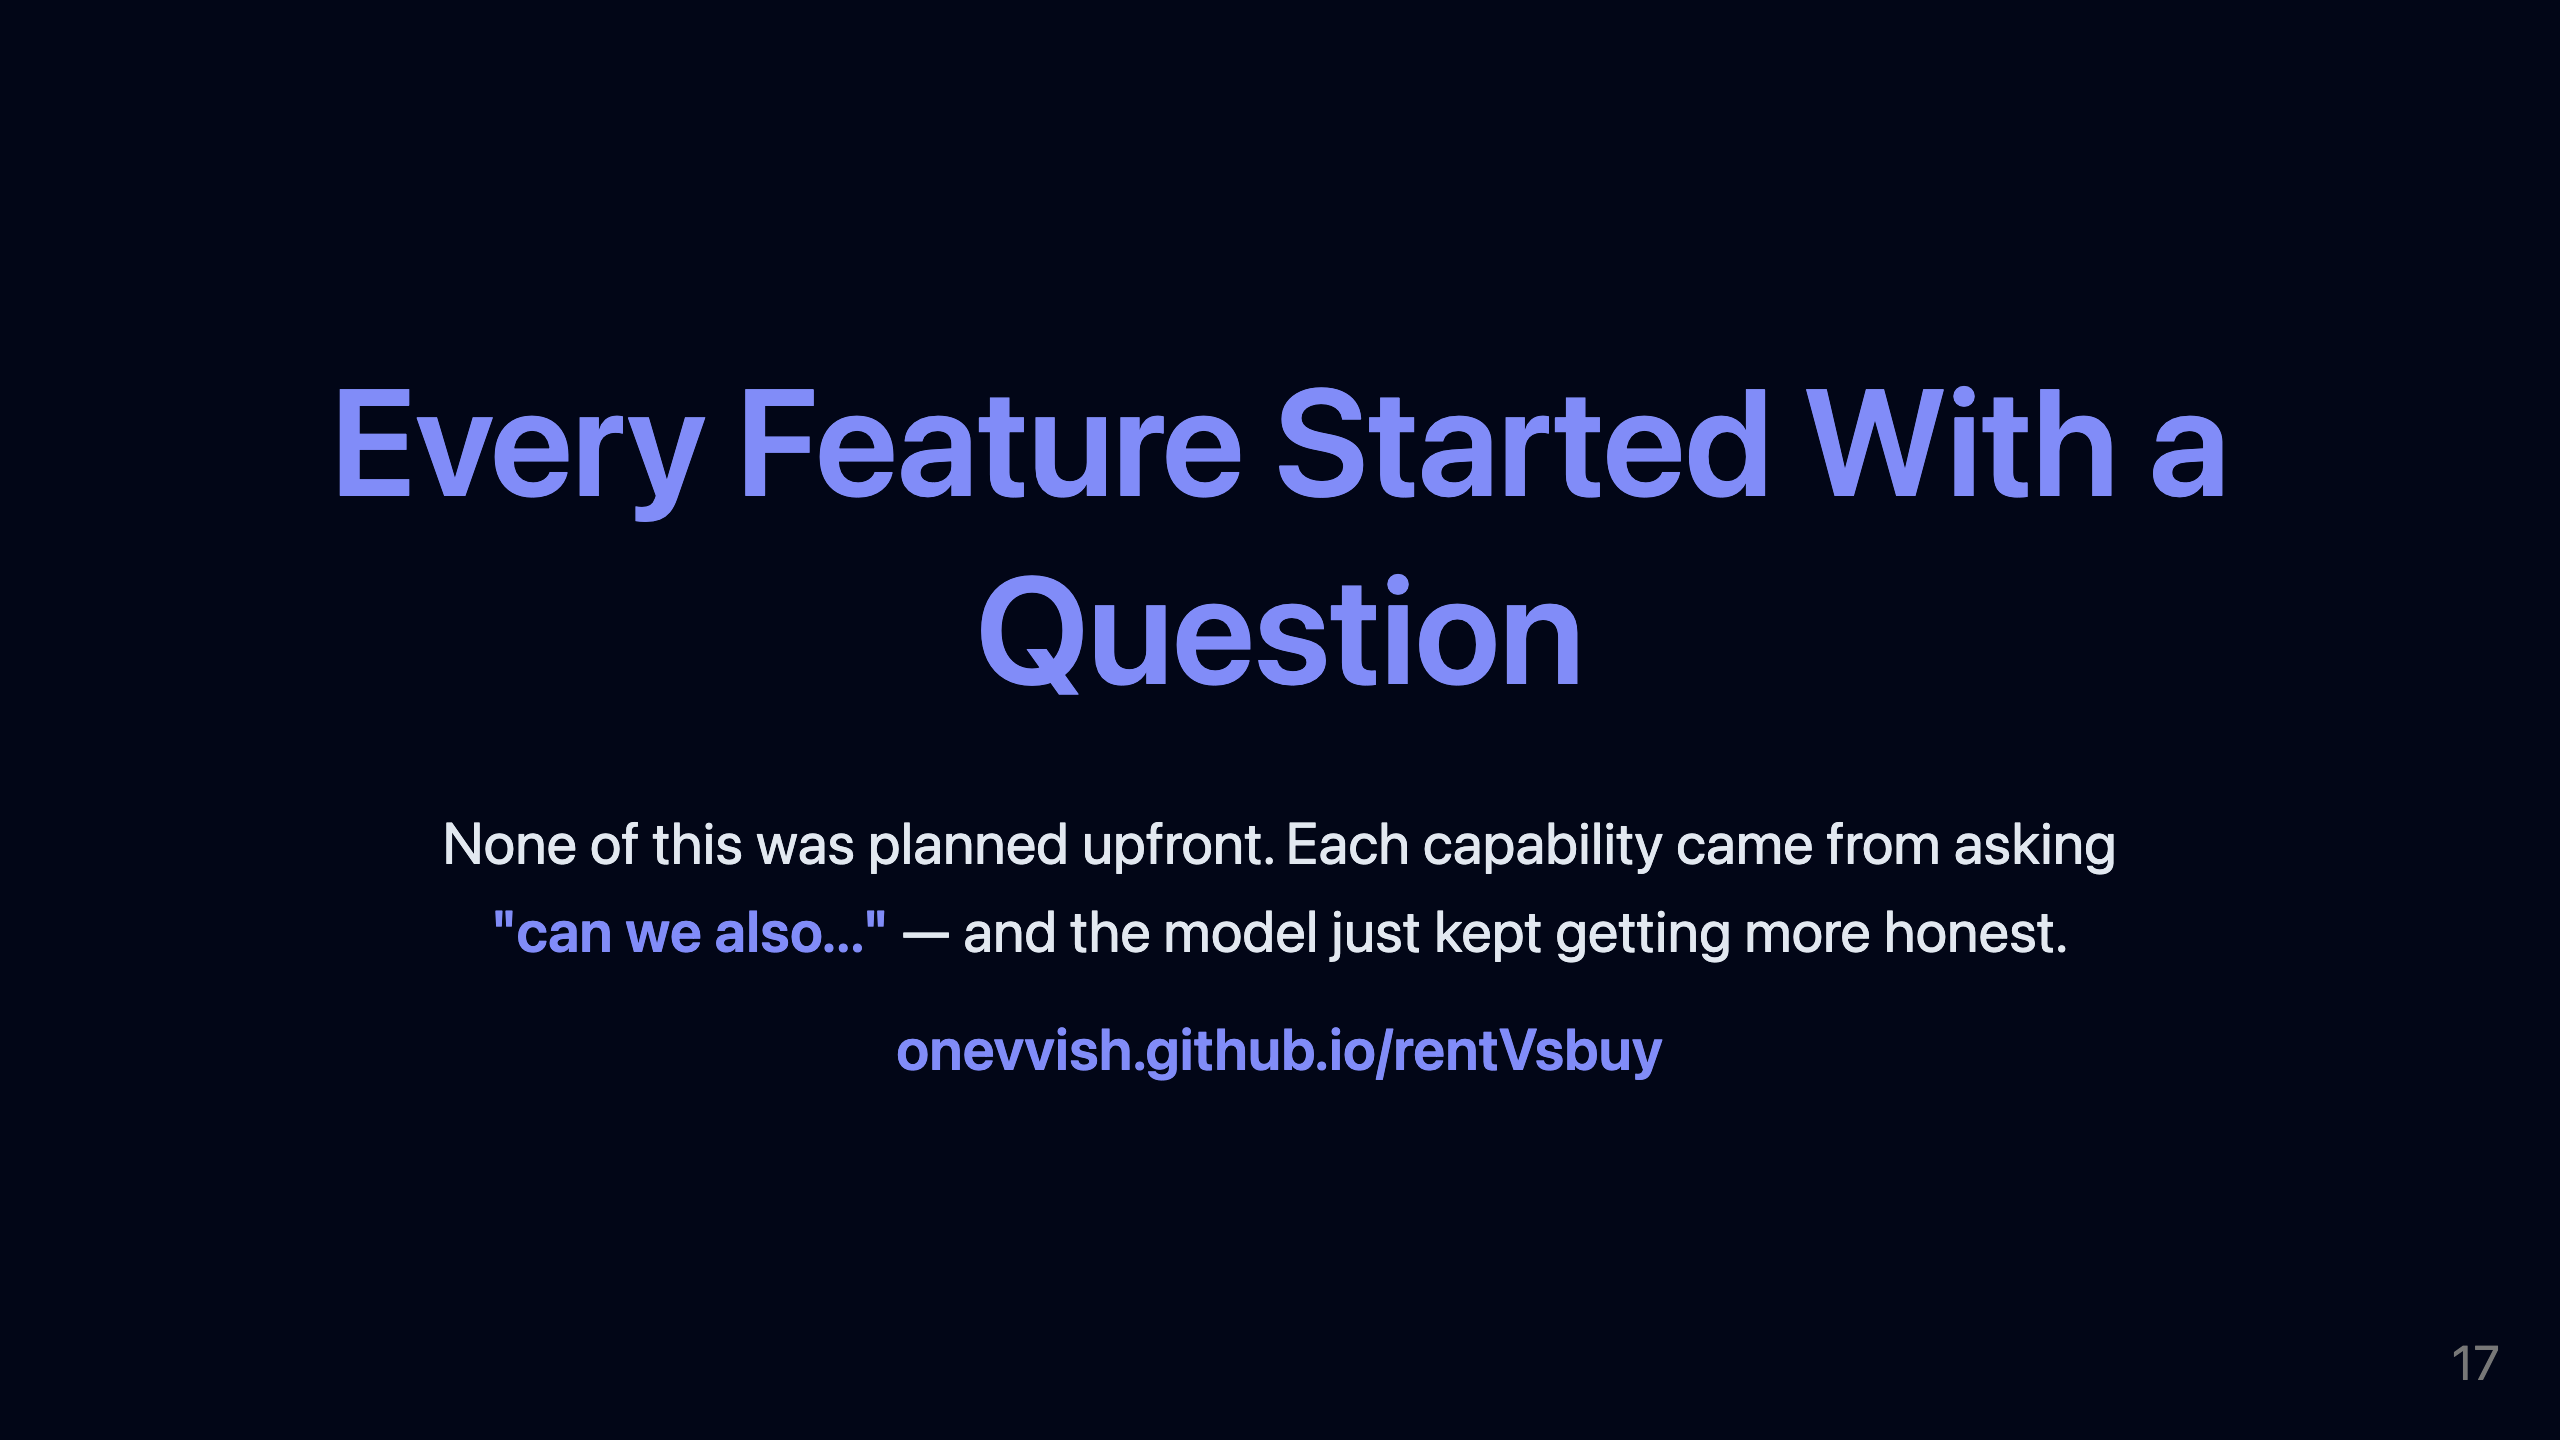 Every Feature Started With a
Question
None of this was planned upfront. Each capability came from asking
"can we also..." — and the model just kept getting more honest.
onevvish.github.io/rentVsbuy
17